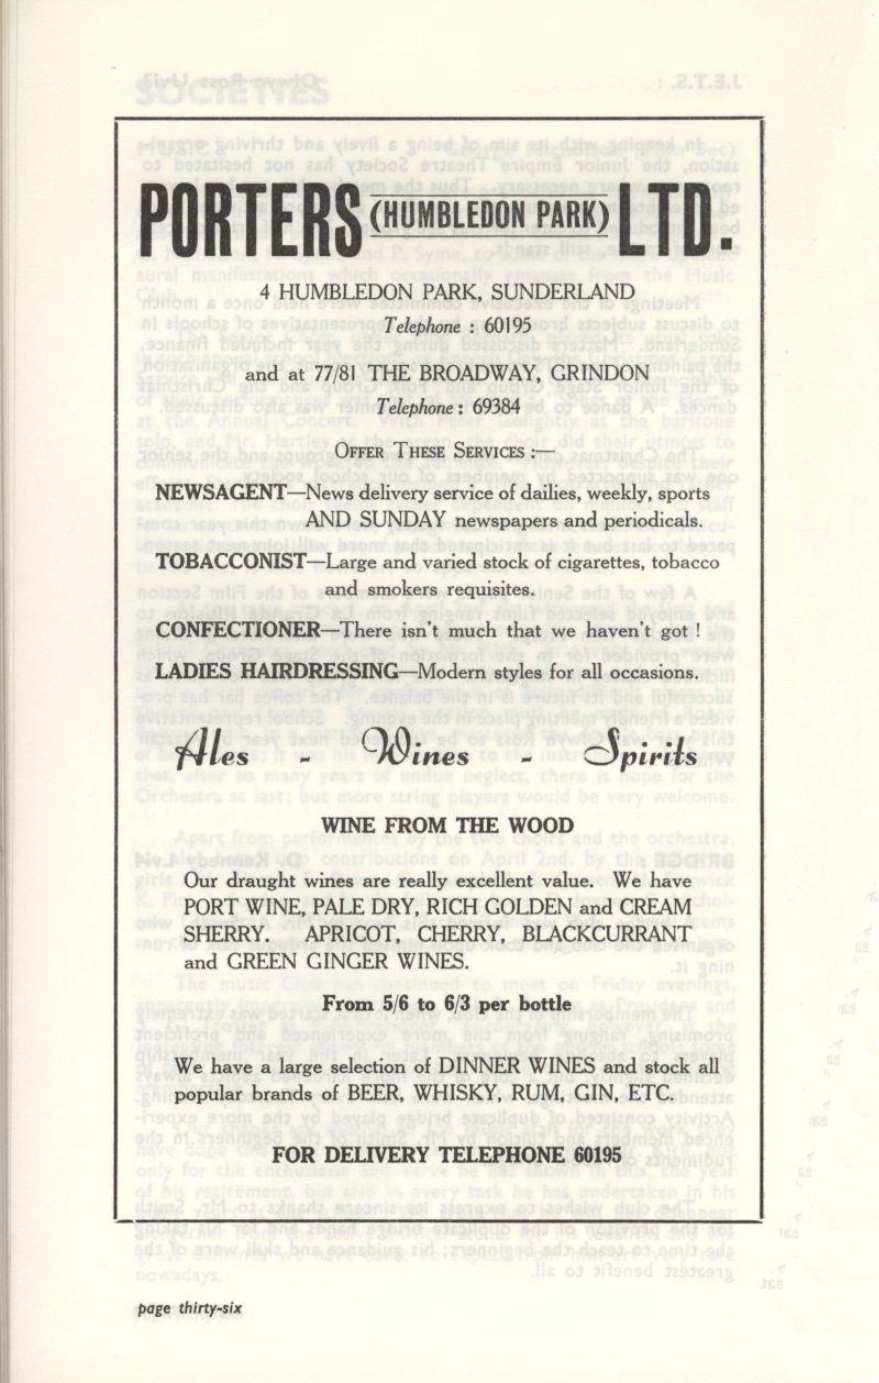 PORTERS (HUMBLEDON PARK) LTD.
4 HUMBLEDON PARK, SUNDERLAND
Telephone : 60195
and at 77/81 THE BROADWAY, GRINDON
Telephone : 69384
OFFER THESE SERVICES :—
NEWSAGENT—News delivery service of dailies, weekly, sports
AND SUNDAY newspapers and periodicals.
TOBACCONIST—Large and varied stock of cigarettes, tobacco
and smokers requisites.
CONFECTIONER—There isn't much that we haven't got !
LADIES HAIRDRESSING—Modern styles for all occasions.
Ales - Wines - Spirits
WINE FROM THE WOOD
Our draught wines are really excellent value. We have
PORT WINE, PALE DRY, RICH GOLDEN and CREAM
SHERRY. APRICOT, CHERRY, BLACKCURRANT
and GREEN GINGER WINES.
From 5/6 to 6/3 per bottle
We have a large selection of DINNER WINES and stock all
popular brands of BEER, WHISKY, RUM, GIN, ETC.
FOR DELIVERY TELEPHONE 60195
page thirty-six